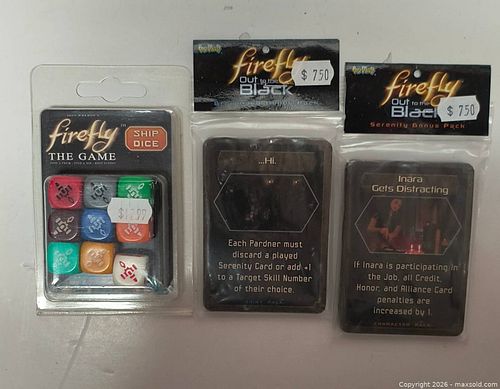 firefly
THE GAME
SHIP
DICE
$12.99
firefly
Out to the
Black
$ 750
...Hi.
Each Pardner must
discard a played
Serenity Card or add +1
to a Target Skill Number
of their choice.
firefly
Out to the
Black
$ 750
Serenity Bonus Pack
Inara
Gets Distracting
If Inara is participating in
the Job, all Credit,
Honor, and Alliance Card
penalties are
increased by 1.
CHARACTER PACK
Copyright 2026 - maxsold.com